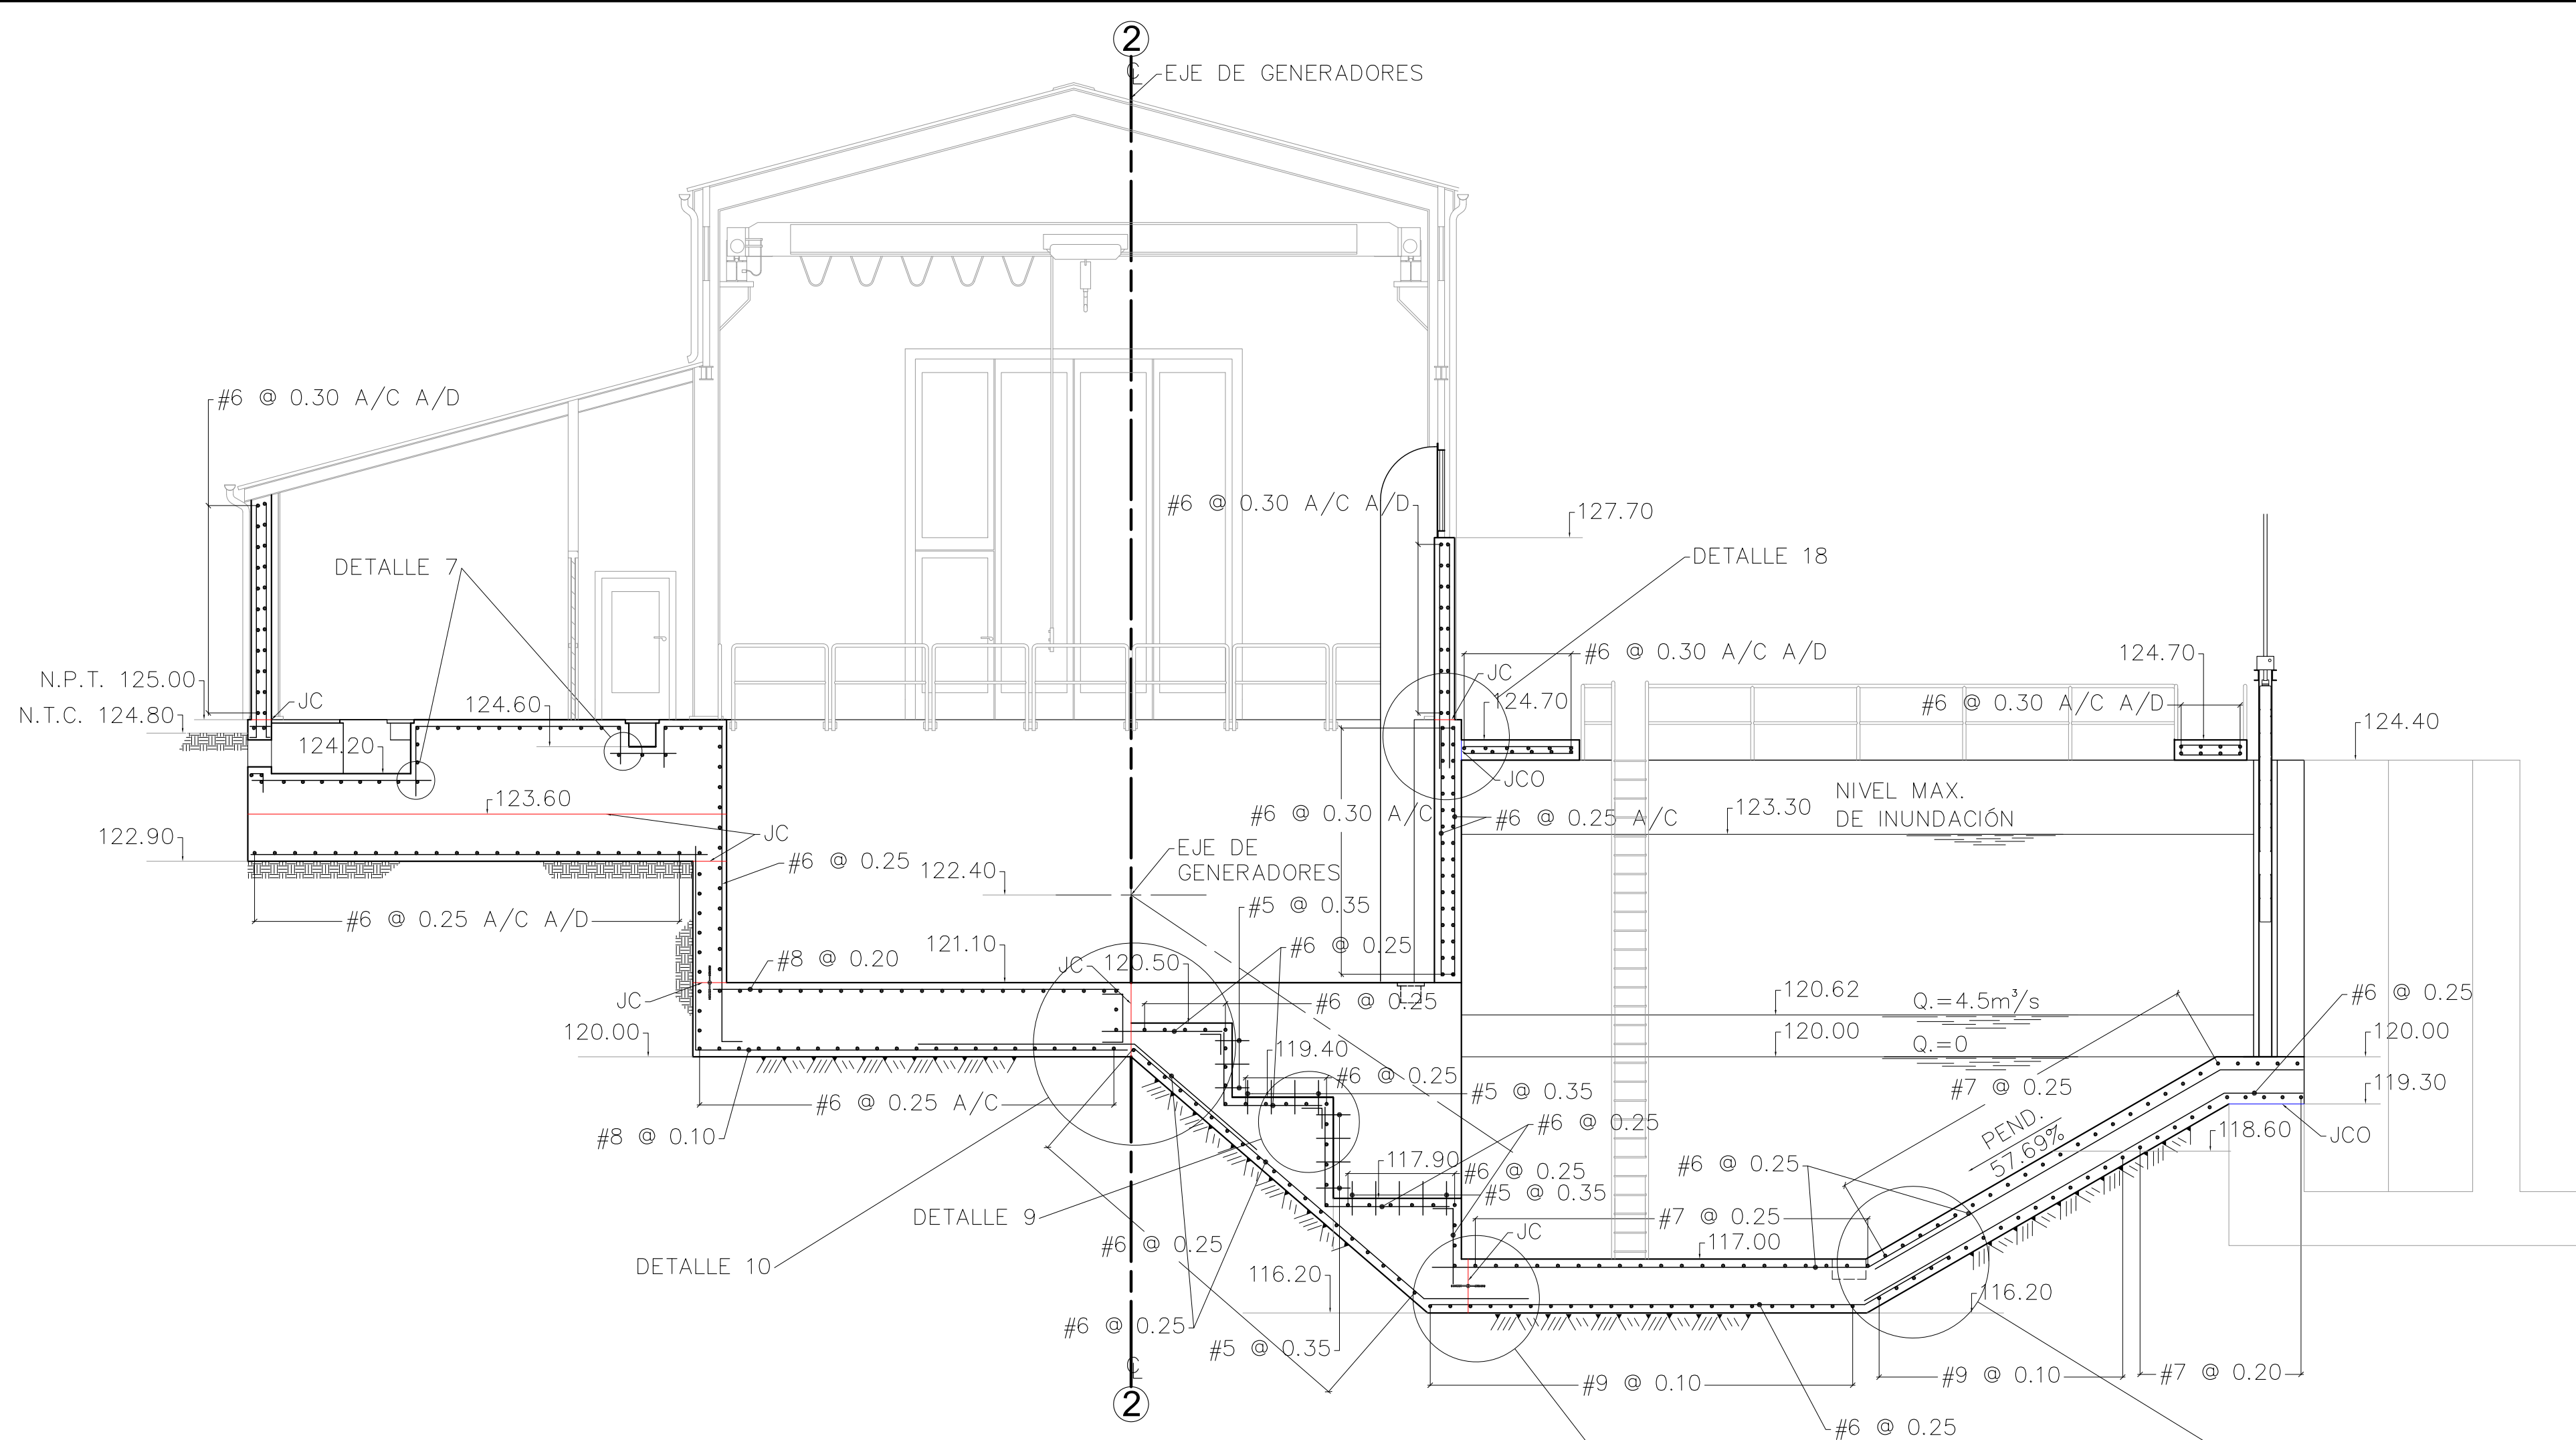 2
C̲L
EJE DE GENERADORES
#6 @ 0.30 A/C A/D
#6 @ 0.30 A/C A/D
127.70
DETALLE 7
DETALLE 18
#6 @ 0.30 A/C A/D
124.70
N.P.T. 125.00
JC
JC
124.70
#6 @ 0.30 A/C A/D
N.T.C. 124.80
124.60
124.40
124.20
JCO
123.60
#6 @ 0.30 A/C
#6 @ 0.25 A/C
123.30
NIVEL MAX.
DE INUNDACIÓN
122.90
JC
#6 @ 0.25
EJE DE
GENERADORES
122.40
#5 @ 0.35
#6 @ 0.25 A/C A/D
121.10
#6 @ 0.25
#8 @ 0.20
JC
120.50
JC
#6 @ 0.25
120.62
Q.=4.5m³/s
#6 @ 0.25
120.00
119.40
120.00
Q.=0
120.00
#6 @ 0.25
#5 @ 0.35
#7 @ 0.25
119.30
#6 @ 0.25 A/C
#8 @ 0.10
#6 @ 0.25
PEND.
57.69%
118.60
JCO
117.90
#6 @ 0.25
#5 @ 0.35
#6 @ 0.25
DETALLE 9
#7 @ 0.25
JC
#6 @ 0.25
117.00
DETALLE 10
116.20
116.20
#6 @ 0.25
#5 @ 0.35
C̲L
#9 @ 0.10
#9 @ 0.10
#7 @ 0.20
2
#6 @ 0.25